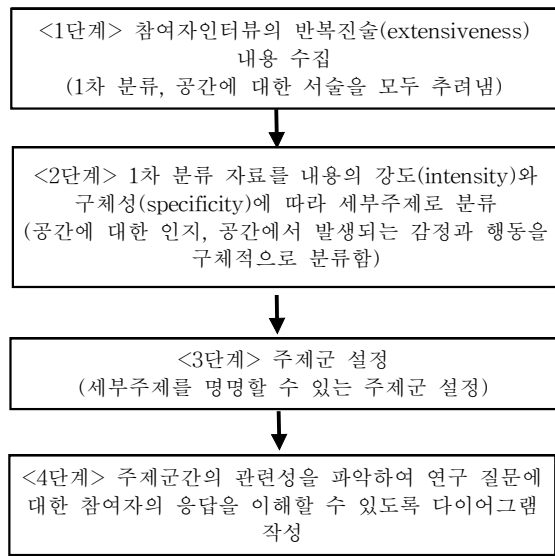 <1단계> 참여자인터뷰의 반복진술(extensiveness)
내용 수집
(1차 분류, 공간에 대한 서술을 모두 추려냄)
<2단계> 1차 분류 자료를 내용의 강도(intensity)와
구체성(specificity)에 따라 세부주제로 분류
(공간에 대한 인지, 공간에서 발생되는 감정과 행동을
구체적으로 분류함)
<3단계> 주제군 설정
(세부주제를 명명할 수 있는 주제군 설정)
<4단계> 주제군간의 관련성을 파악하여 연구 질문에
대한 참여자의 응답을 이해할 수 있도록 다이어그램
작성